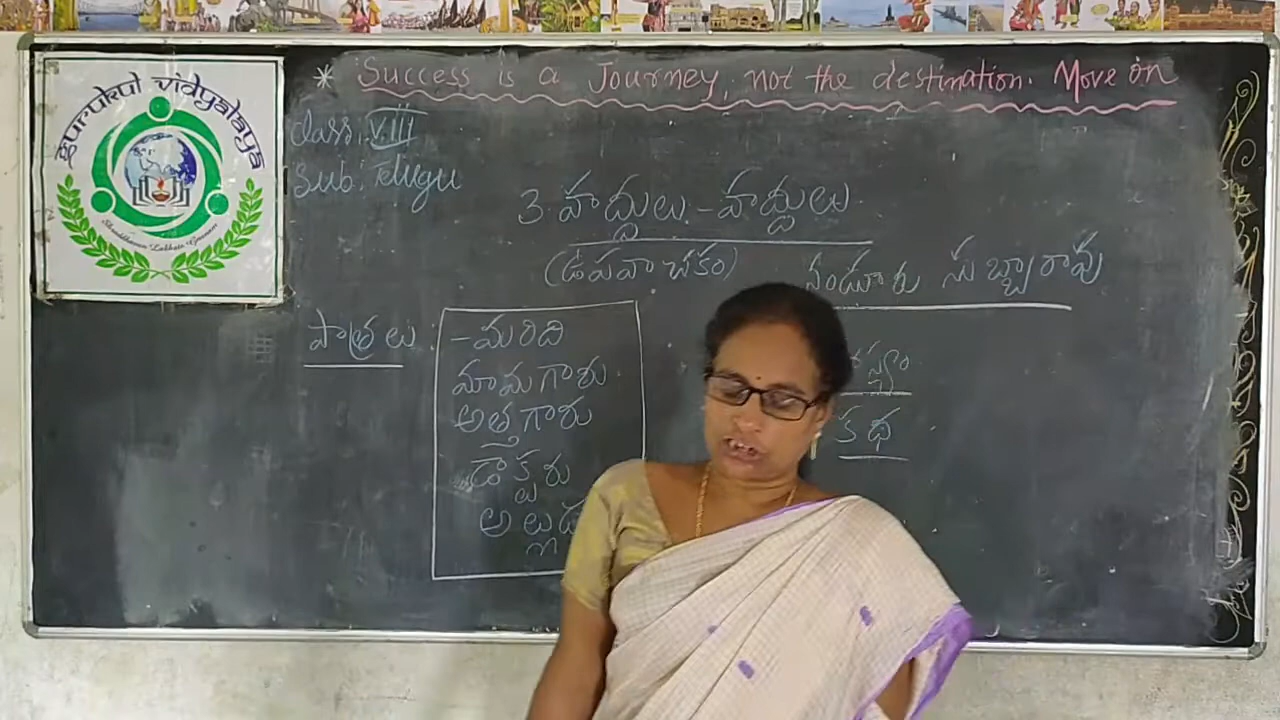 * Success is a Journey, not the destination. Move on
gurukul vidyalaya
class: VIII
Sub: Telugu
3. హద్దులు - హద్దులు
(ఉపవాచకం) నండూరు సుబ్బారావు
పాత్రలు - మరిది
మామగారు
అత్తగారు
డాక్టరు
అల్లుడ
కథ